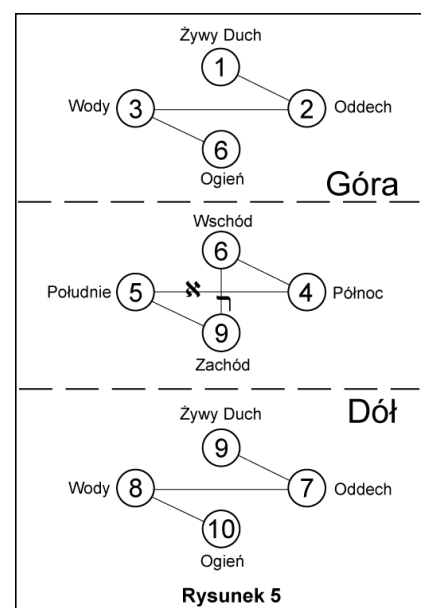 Żywy Duch
1
Wody 3 2 Oddech
6
Ogień
Góra
Wschód
6
Południe 5 א 4 Północ
ך
9
Zachód
Dół
Żywy Duch
9
Wody 8 7 Oddech
10
Ogień
Rysunek 5